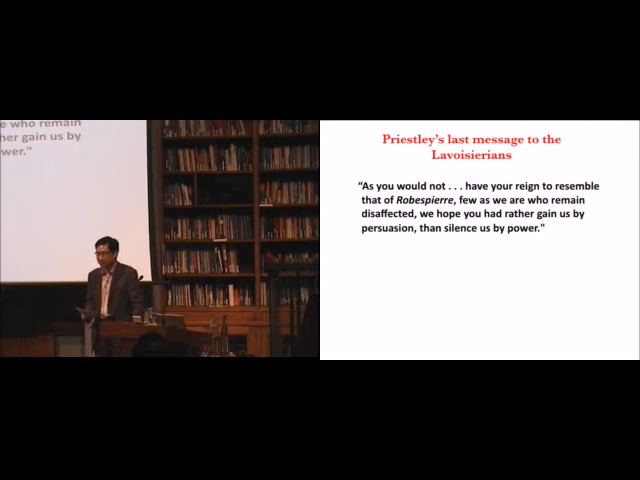 e who remain
her gain us by
wer."
Priestley's last message to the
Lavoisierians
"As you would not . . . have your reign to resemble
that of Robespierre, few as we are who remain
disaffected, we hope you had rather gain us by
persuasion, than silence us by power."